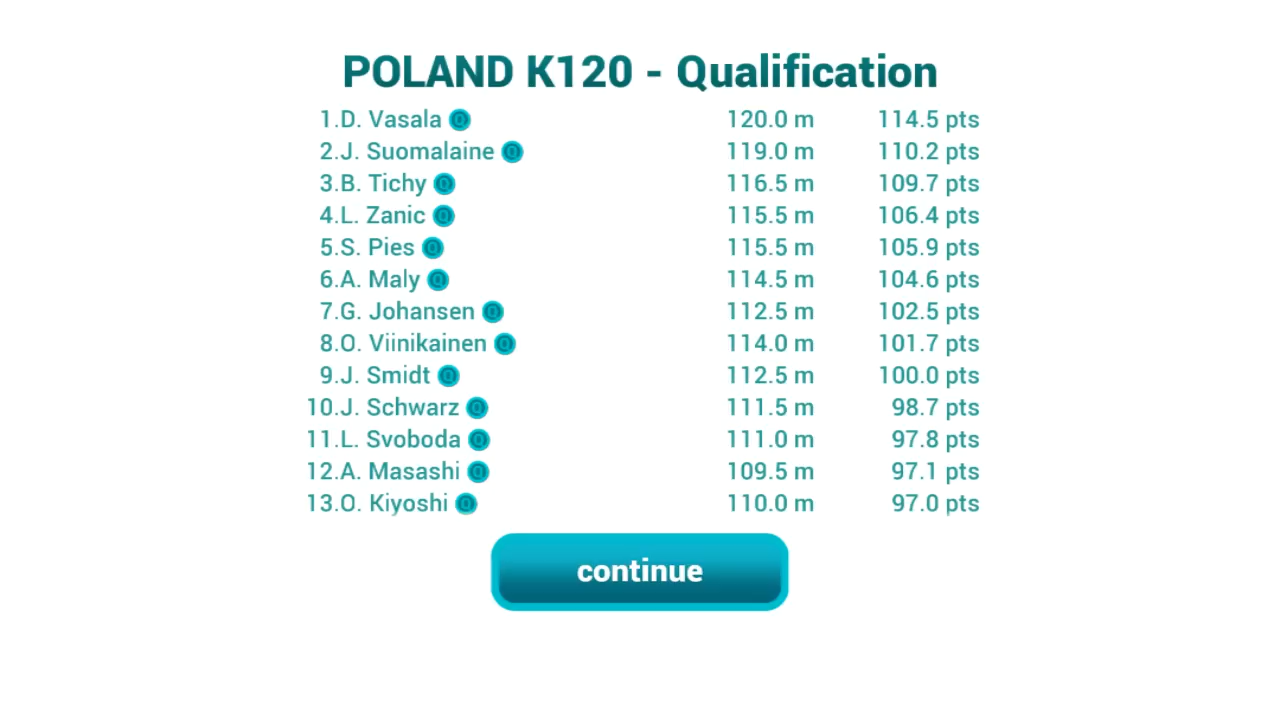 POLAND K120 - Qualification
1.D. Vasala Q 120.0 m 114.5 pts
2.J. Suomalaine Q 119.0 m 110.2 pts
3.B. Tichy Q 116.5 m 109.7 pts
4.L. Zanic Q 115.5 m 106.4 pts
5.S. Pies Q 115.5 m 105.9 pts
6.A. Maly Q 114.5 m 104.6 pts
7.G. Johansen Q 112.5 m 102.5 pts
8.O. Viinikainen Q 114.0 m 101.7 pts
9.J. Smidt Q 112.5 m 100.0 pts
10.J. Schwarz Q 111.5 m 98.7 pts
11.L. Svoboda Q 111.0 m 97.8 pts
12.A. Masashi Q 109.5 m 97.1 pts
13.O. Kiyoshi Q 110.0 m 97.0 pts
continue